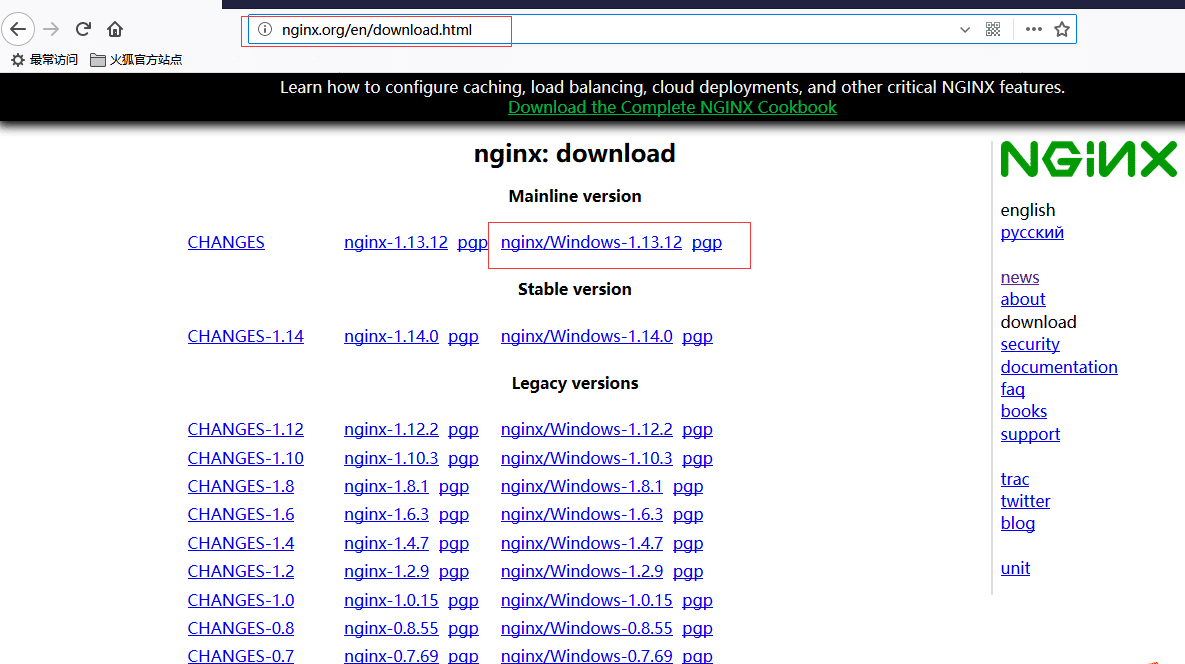 nginx.org/en/download.html
最常访问 火狐官方站点
Learn how to configure caching, load balancing, cloud deployments, and other critical NGINX features.
Download the Complete NGINX Cookbook
nginx: download
Mainline version
CHANGES nginx-1.13.12 pgp nginx/Windows-1.13.12 pgp
Stable version
CHANGES-1.14 nginx-1.14.0 pgp nginx/Windows-1.14.0 pgp
Legacy versions
CHANGES-1.12 nginx-1.12.2 pgp nginx/Windows-1.12.2 pgp
CHANGES-1.10 nginx-1.10.3 pgp nginx/Windows-1.10.3 pgp
CHANGES-1.8 nginx-1.8.1 pgp nginx/Windows-1.8.1 pgp
CHANGES-1.6 nginx-1.6.3 pgp nginx/Windows-1.6.3 pgp
CHANGES-1.4 nginx-1.4.7 pgp nginx/Windows-1.4.7 pgp
CHANGES-1.2 nginx-1.2.9 pgp nginx/Windows-1.2.9 pgp
CHANGES-1.0 nginx-1.0.15 pgp nginx/Windows-1.0.15 pgp
CHANGES-0.8 nginx-0.8.55 pgp nginx/Windows-0.8.55 pgp
CHANGES-0.7 nginx-0.7.69 pgp nginx/Windows-0.7.69 pgp
NGiNX
english
русский
news
about
download
security
documentation
faq
books
support
trac
twitter
blog
unit